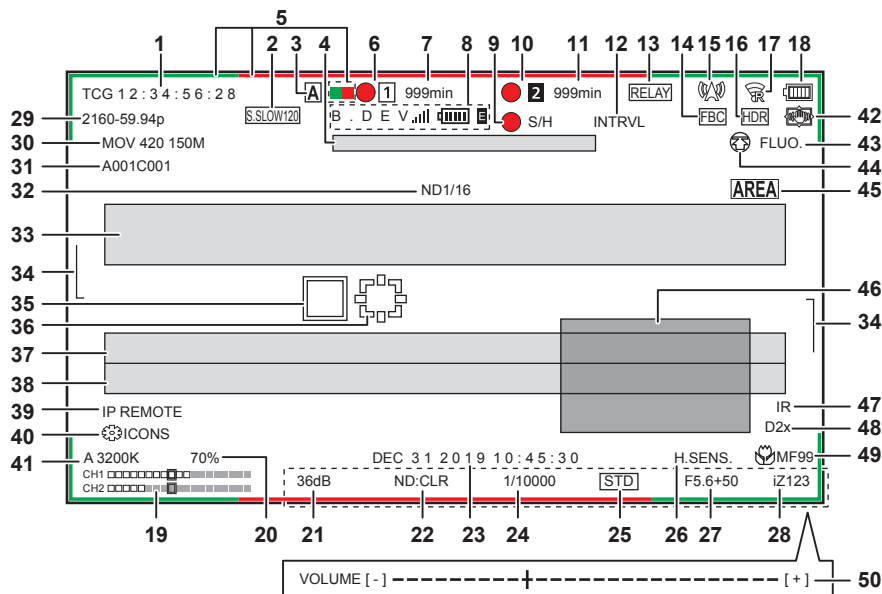 5
1 2 3 4 6 7 8 9 10 11 12 13 14 15 16 17 18
TCG 12:34:56:28 A 1 999min 2 999min RELAY R
29 2160-59.94p S.SLOW120 B.DEV E S/H INTRVL FBC HDR 42
30 MOV 420 150M FLUO. 43
31 A001C001 44
32 ND1/16 AREA 45
33
34
35 46
36 34
37
38
39 IP REMOTE IR 47
40 ICONS D2x 48
41 A 3200K 70% DEC 31 2019 10:45:30 H.SENS. MF99 49
CH1
CH2 36dB ND:CLR 1/10000 STD F5.6+50 iZ123
19 20 21 22 23 24 25 26 27 28
VOLUME [-] [+] 50